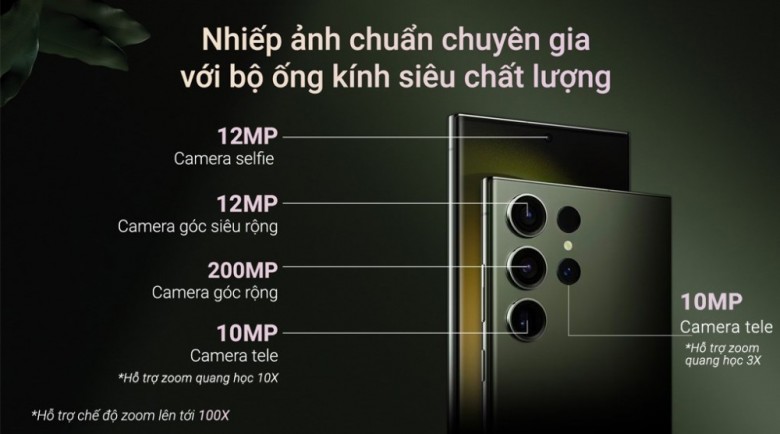 Nhiếp ảnh chuẩn chuyên gia
với bộ ống kính siêu chất lượng
12MP
Camera selfie
12MP
Camera góc siêu rộng
200MP
Camera góc rộng
10MP
Camera tele
*Hỗ trợ zoom quang học 10X
10MP
Camera tele
*Hỗ trợ zoom
quang học 3X
*Hỗ trợ chế độ zoom lên tới 100X